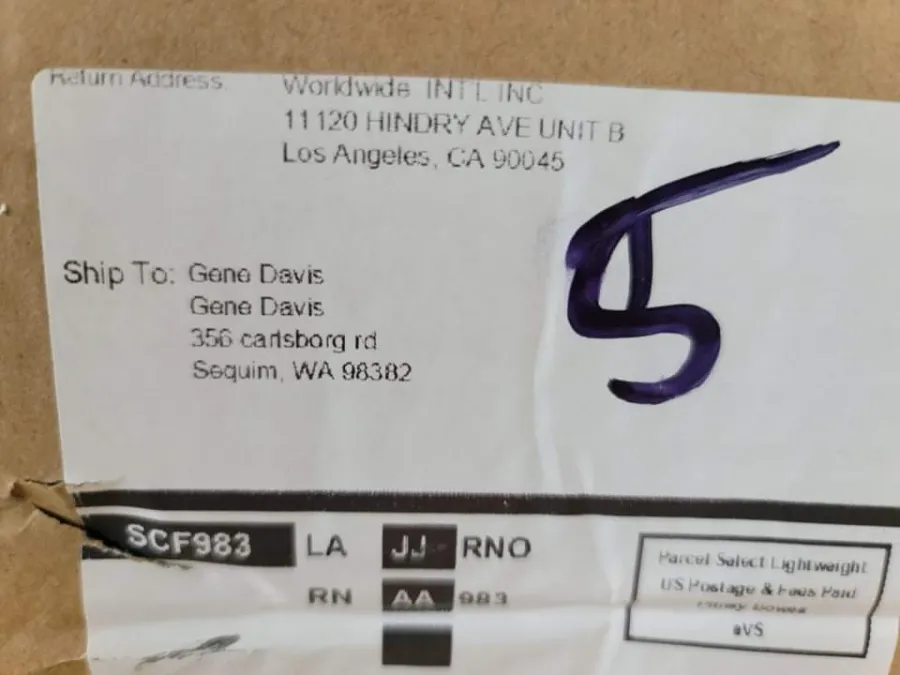 Return Address:
Worldwide INT'L INC
11120 HINDRY AVE UNIT B
Los Angeles, CA 90045
5
Ship To: Gene Davis
Gene Davis
356 carlsborg rd
Sequim, WA 98382
SCF983 LA JJ RNO
RN AA 983
Parcel Select Lightweight
US Postage & Fees Paid
Pitney Bowes
eVS